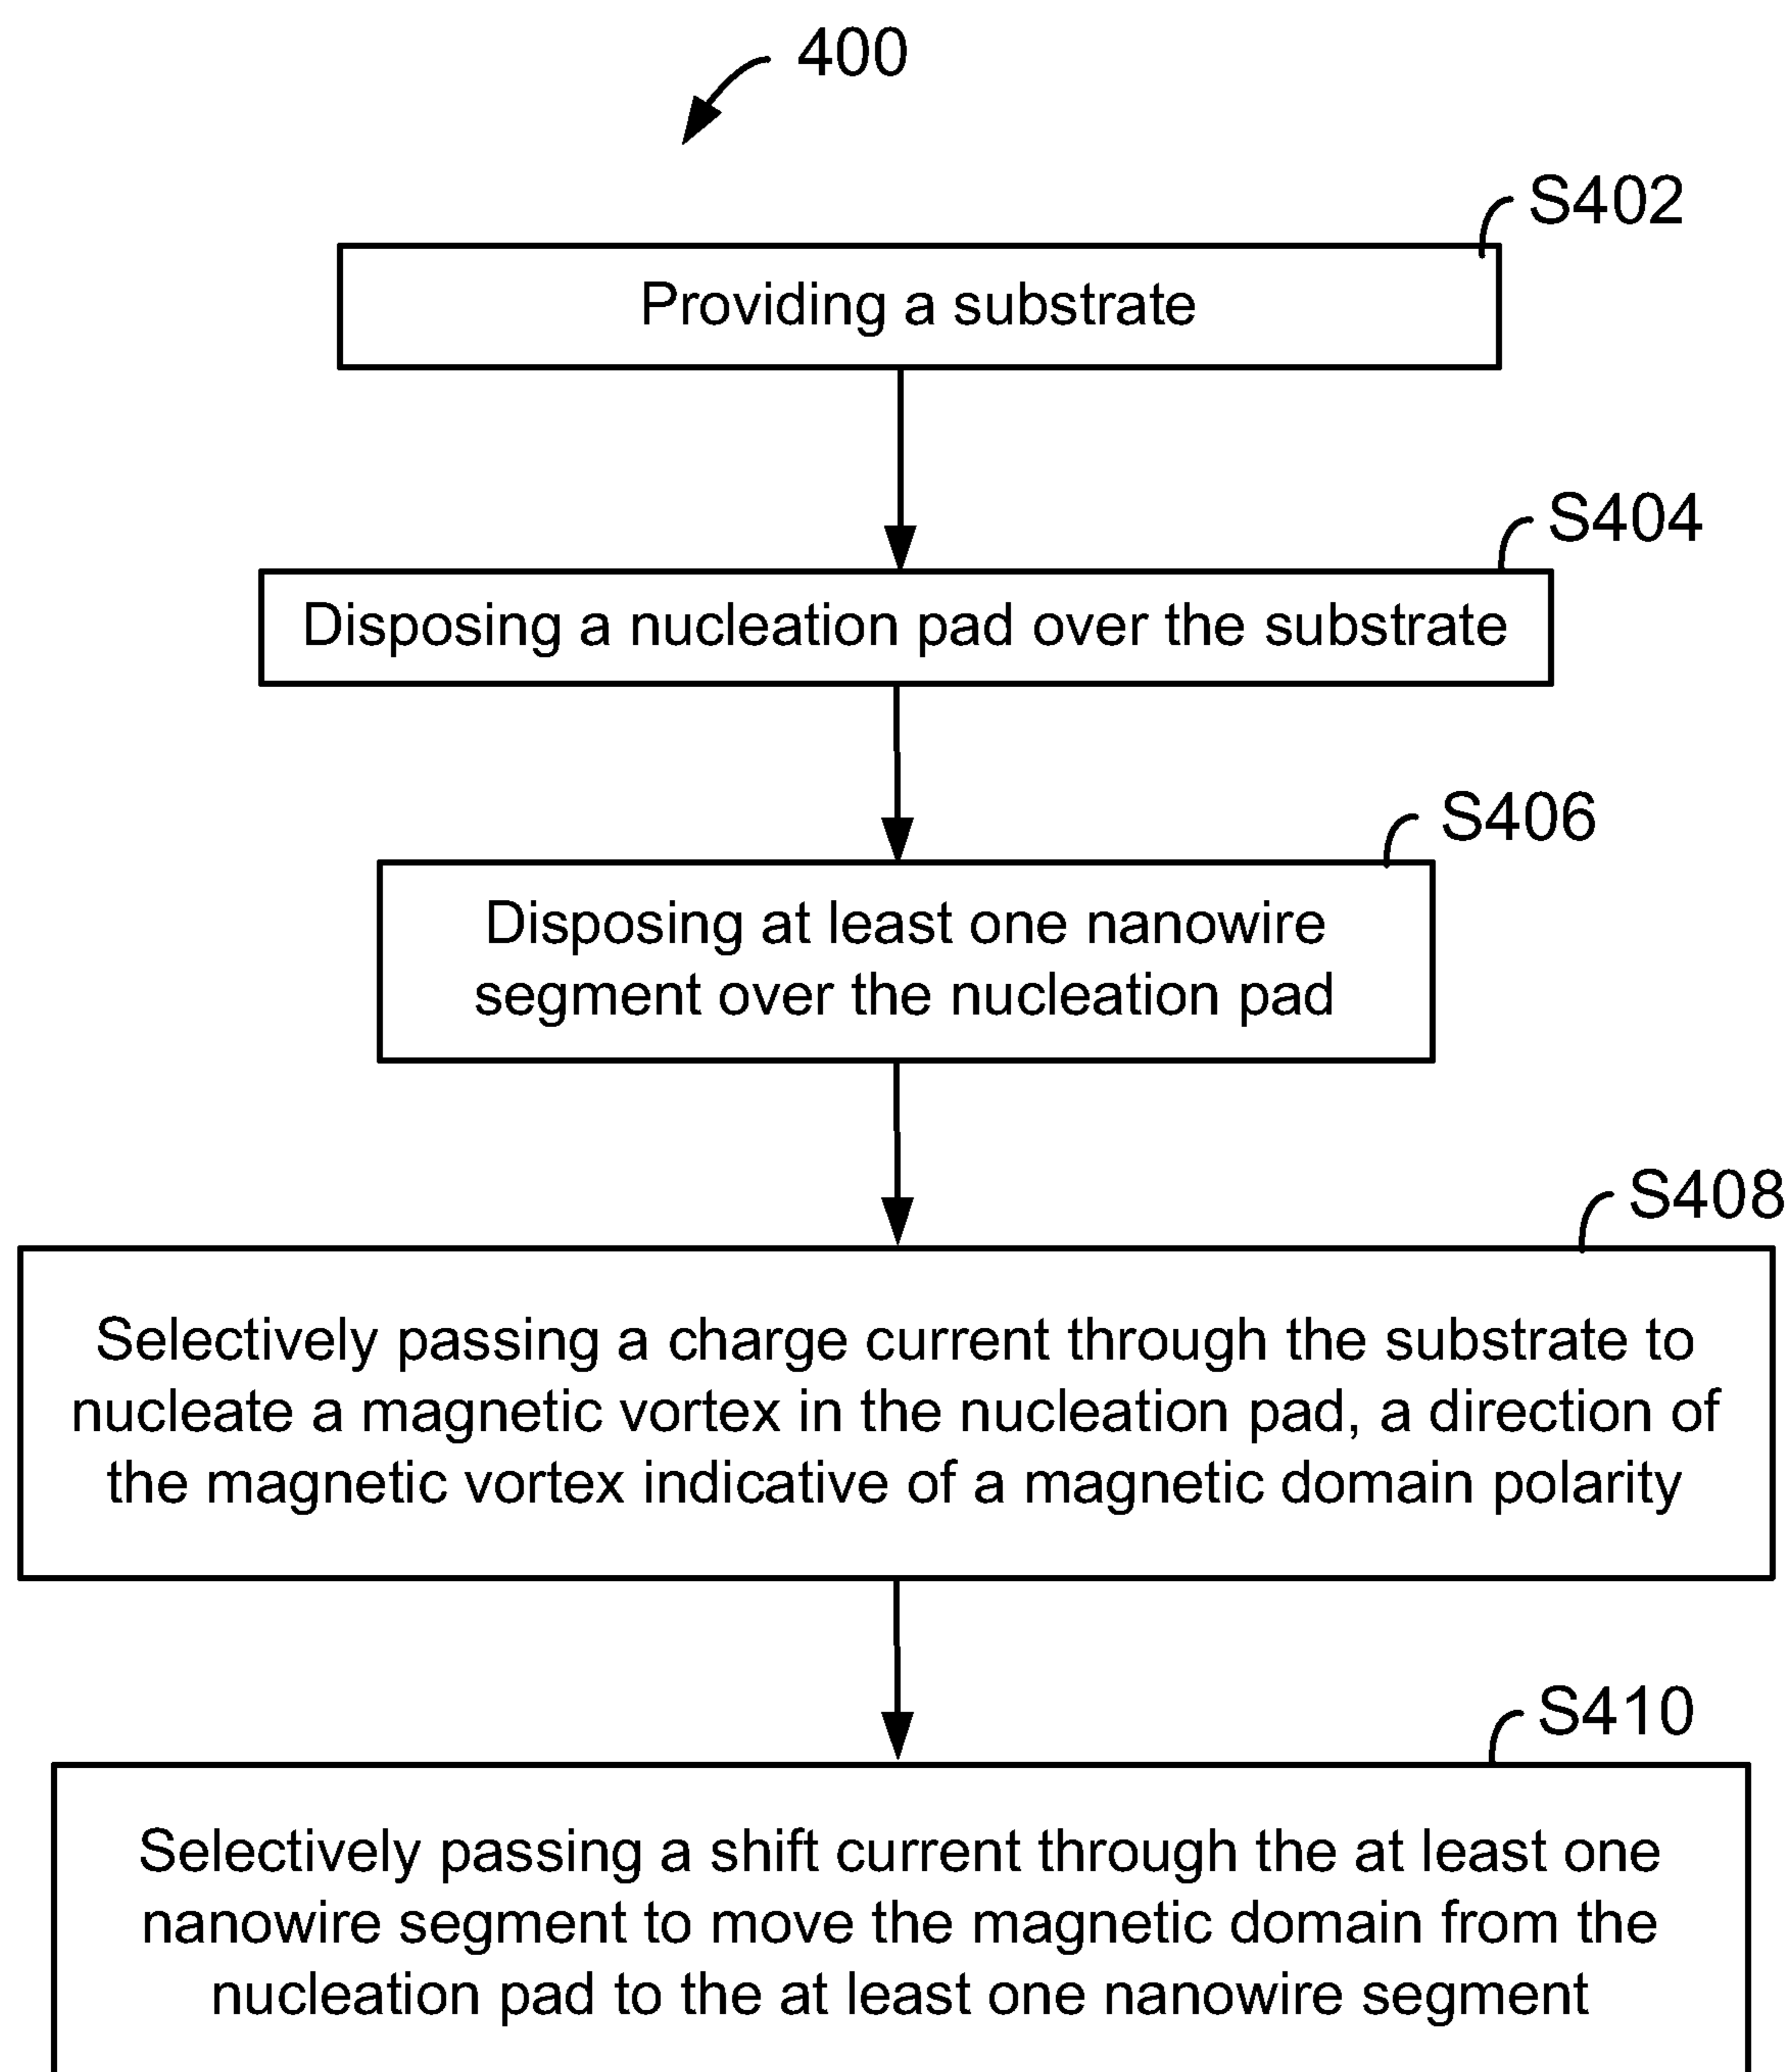 400
S402
Providing a substrate
S404
Disposing a nucleation pad over the substrate
S406
Disposing at least one nanowire
segment over the nucleation pad
S408
Selectively passing a charge current through the substrate to
nucleate a magnetic vortex in the nucleation pad, a direction of
the magnetic vortex indicative of a magnetic domain polarity
S410
Selectively passing a shift current through the at least one
nanowire segment to move the magnetic domain from the
nucleation pad to the at least one nanowire segment